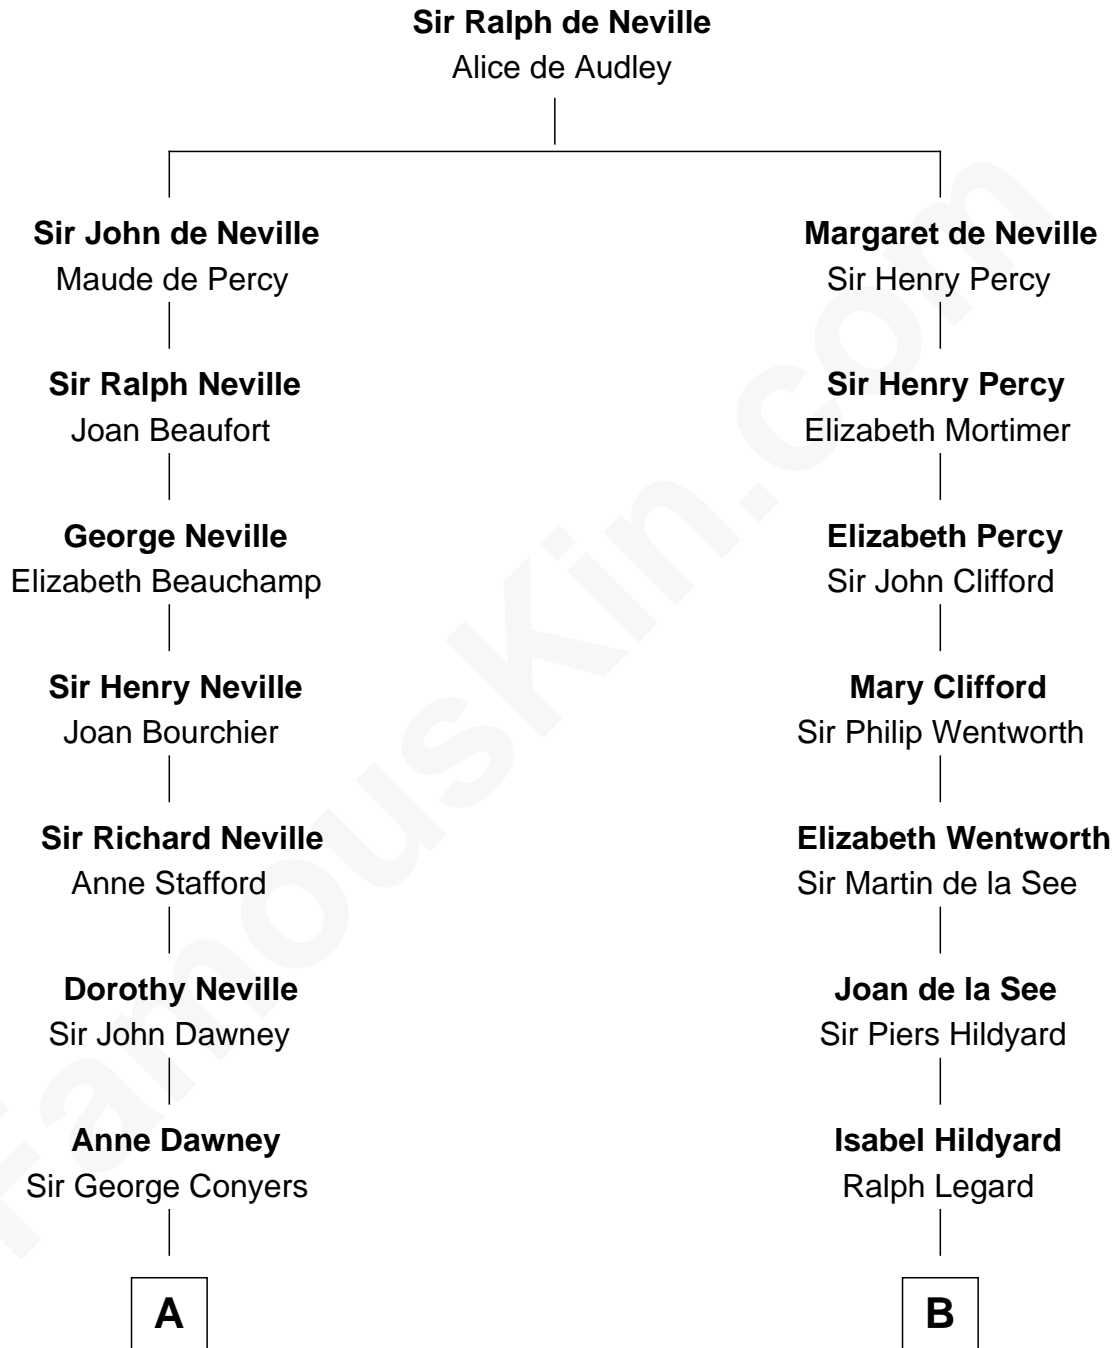 Sir Ralph de Neville
Alice de Audley
Sir John de Neville
Maude de Percy
Margaret de Neville
Sir Henry Percy
Sir Ralph Neville
Joan Beaufort
Sir Henry Percy
Elizabeth Mortimer
George Neville
Elizabeth Beauchamp
Elizabeth Percy
Sir John Clifford
Sir Henry Neville
Joan Bourchier
Mary Clifford
Sir Philip Wentworth
Sir Richard Neville
Anne Stafford
Elizabeth Wentworth
Sir Martin de la See
Dorothy Neville
Sir John Dawney
Joan de la See
Sir Piers Hildyard
Anne Dawney
Sir George Conyers
Isabel Hildyard
Ralph Legard
A
B
FamousKin.com